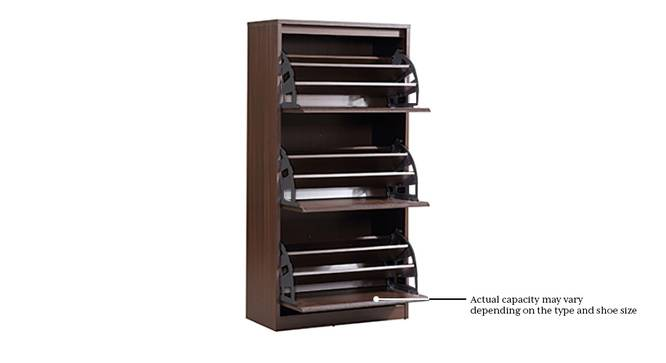 Actual capacity may vary
depending on the type and shoe size